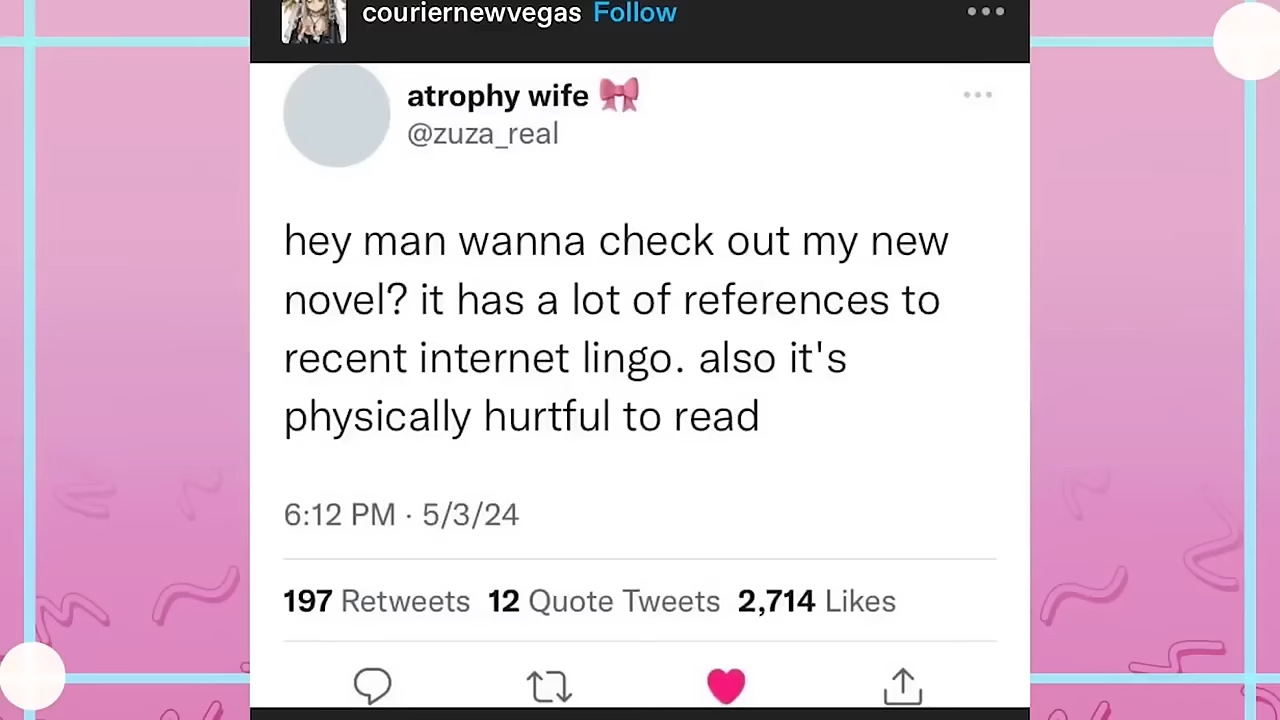 couriernewvegas Follow
atrophy wife 🎀
@zuza_real
hey man wanna check out my new
novel? it has a lot of references to
recent internet lingo. also it's
physically hurtful to read
6:12 PM · 5/3/24
197 Retweets 12 Quote Tweets 2,714 Likes